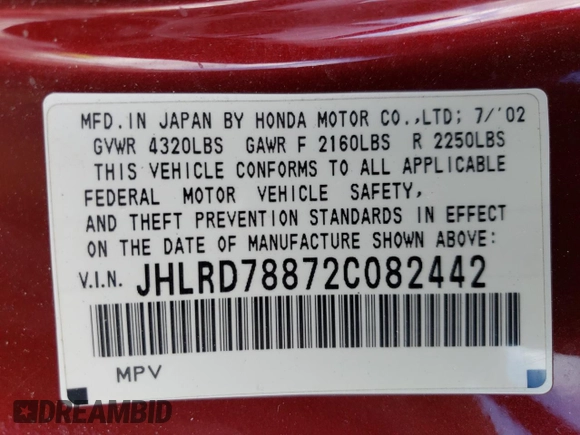 MFD. IN JAPAN BY HONDA MOTOR CO.,LTD; 7/'02
GVWR 4320LBS GAWR F 2160LBS R 2250LBS
THIS VEHICLE CONFORMS TO ALL APPLICABLE
FEDERAL MOTOR VEHICLE SAFETY,
AND THEFT PREVENTION STANDARDS IN EFFECT
ON THE DATE OF MANUFACTURE SHOWN ABOVE:
V.I.N. JHLRD78872C082442
MPV
DREAMBID